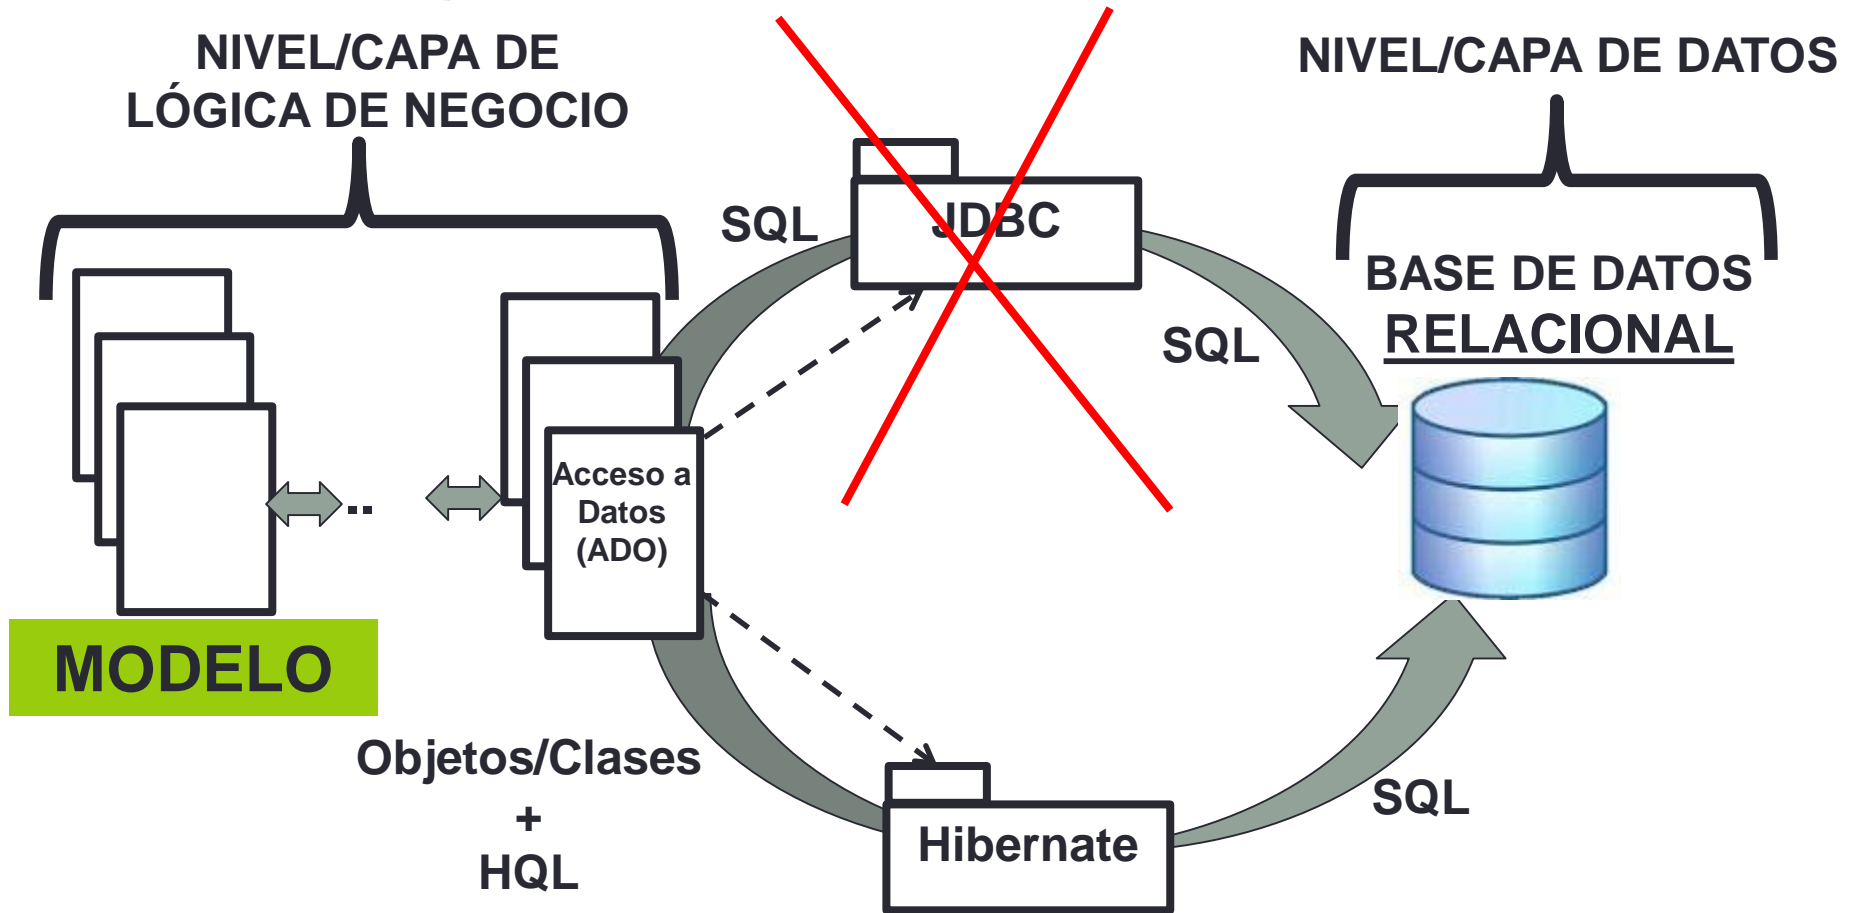 NIVEL/CAPA DE
LÓGICA DE NEGOCIO
NIVEL/CAPA DE DATOS
SQL
JDBC
SQL
BASE DE DATOS
RELACIONAL
..
Acceso a
Datos
(ADO)
MODELO
Objetos/Clases
+
HQL
Hibernate
SQL